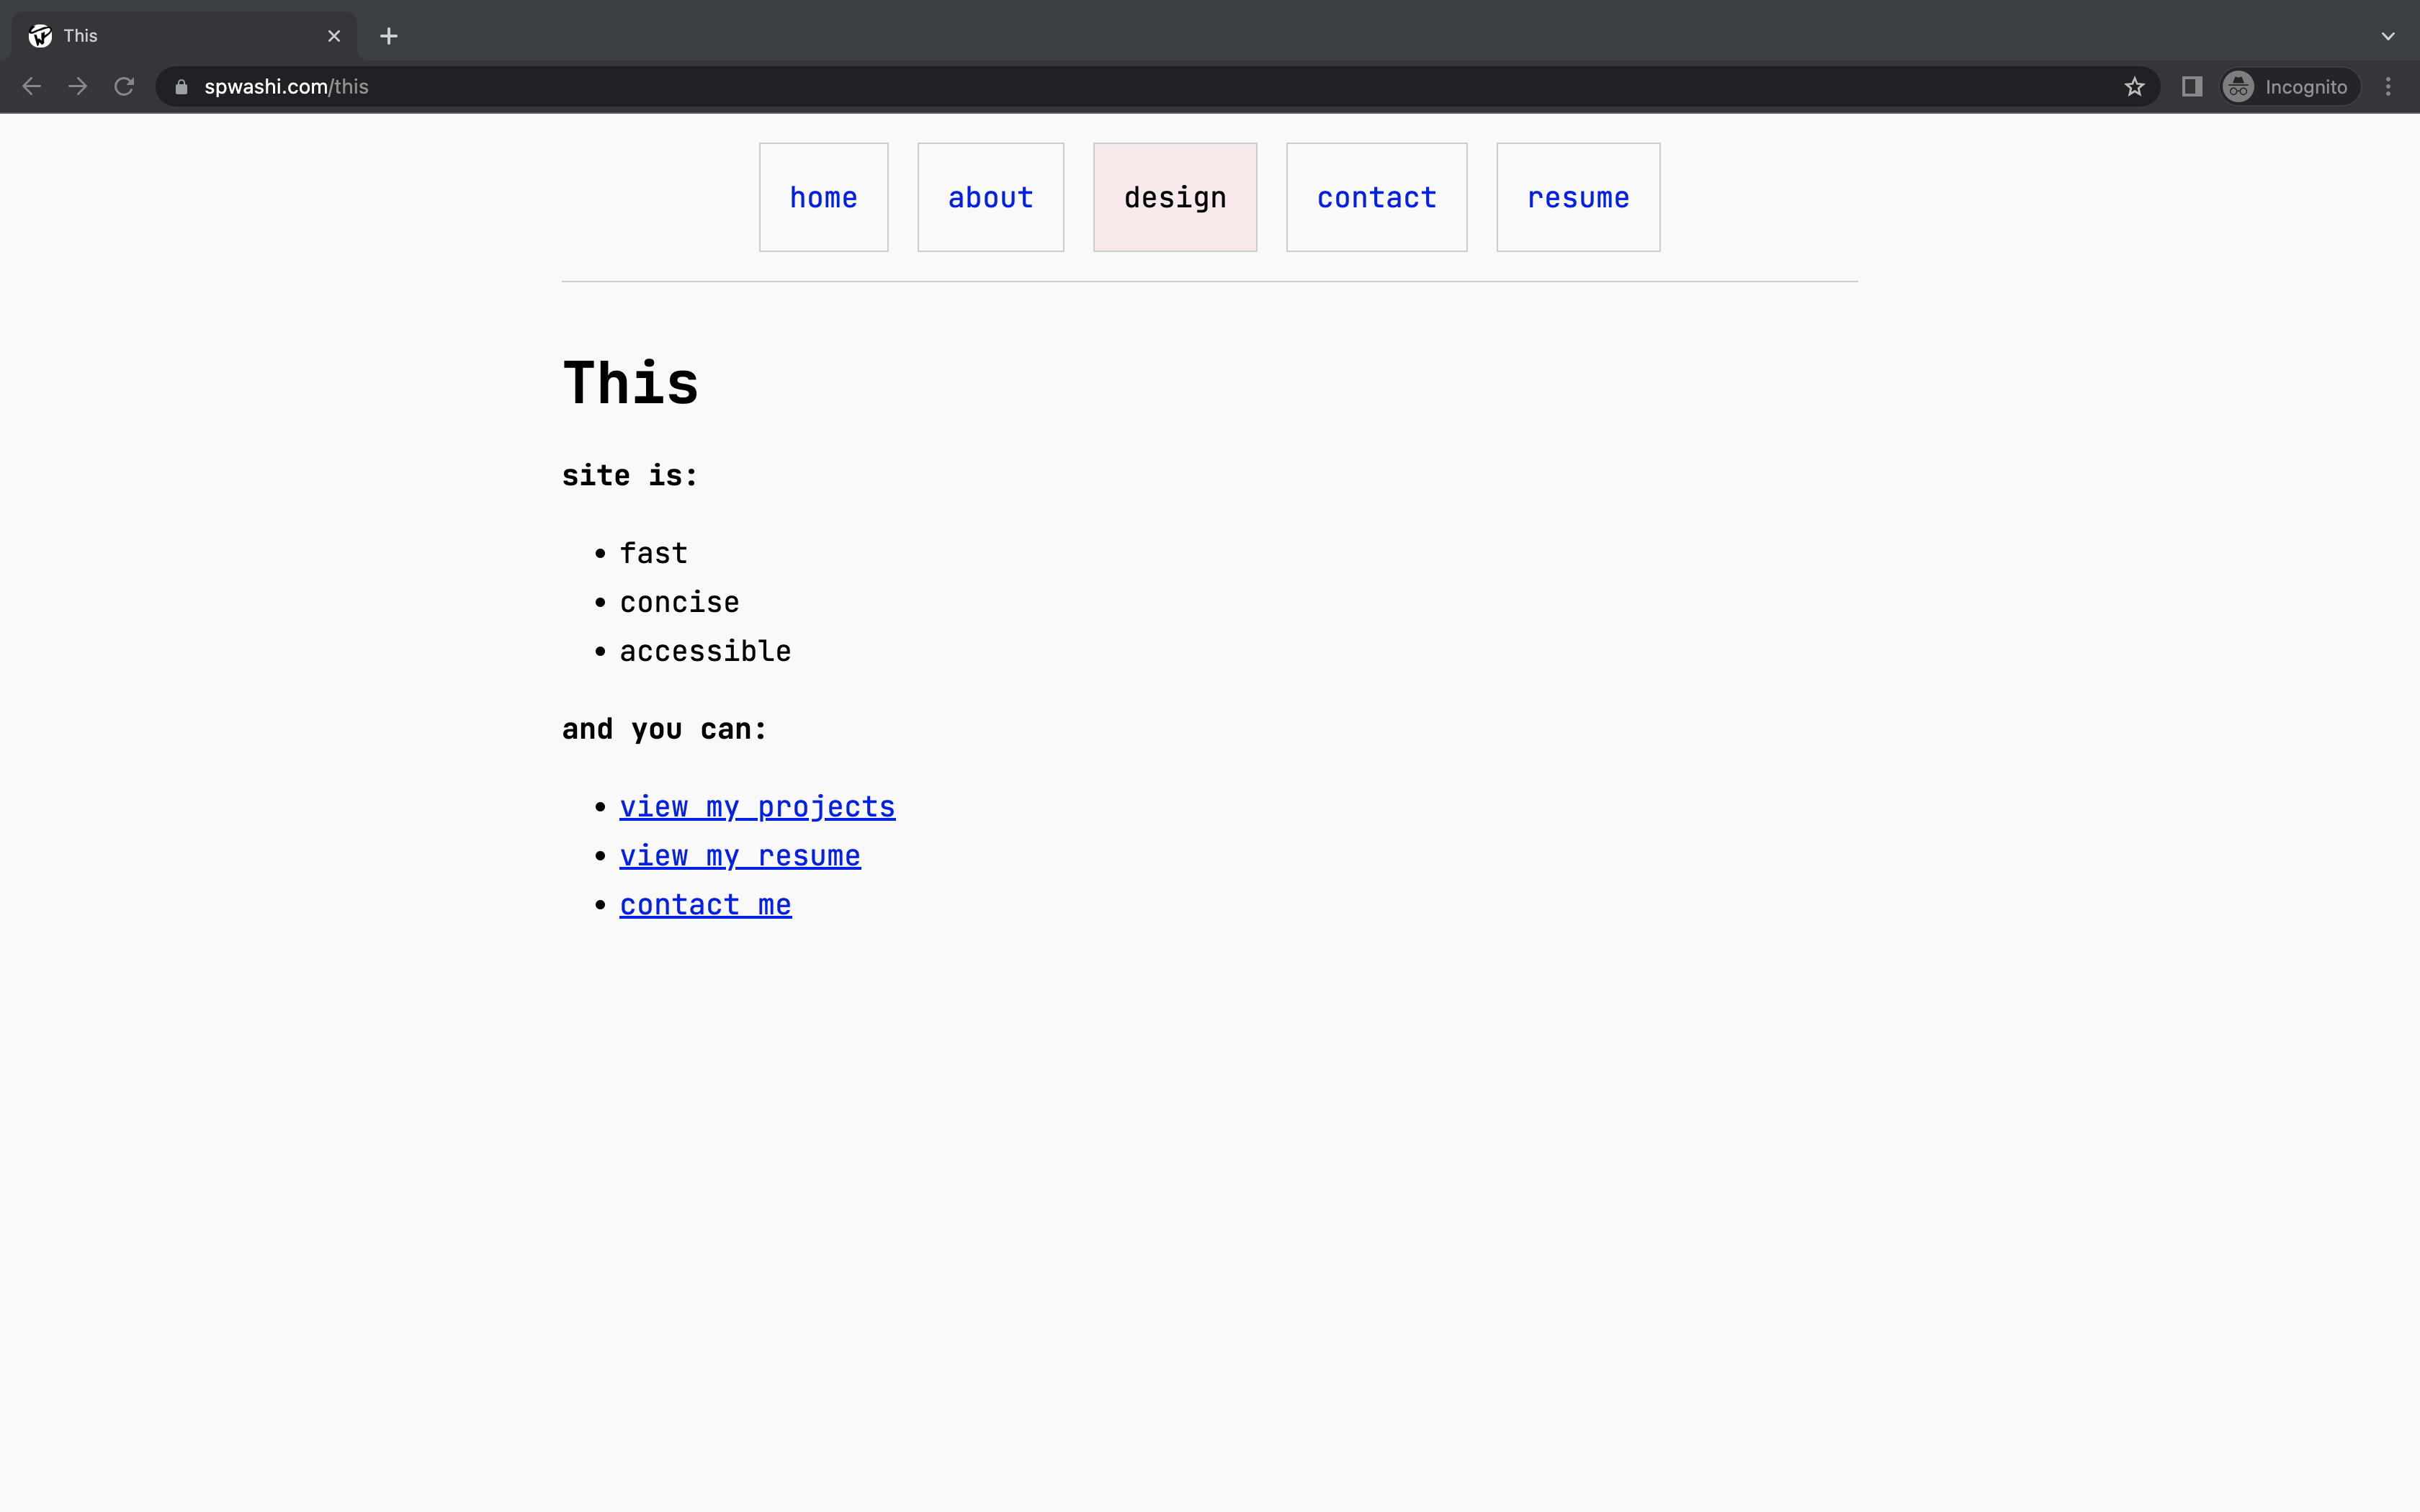 This
spwashi.com/this
Incognito
home about design contact resume
This
site is:
fast
concise
accessible
and you can:
view my projects
view my resume
contact me